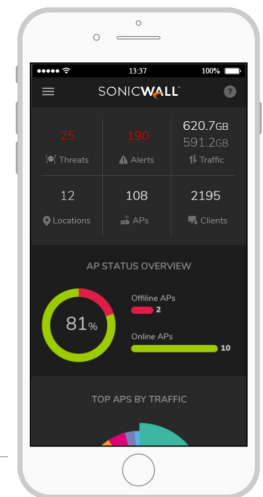 13:37 100%
SONICWALL ?
25 190 620.7GB
591.2GB
Threats Alerts Traffic
12 108 2195
Locations APs Clients
AP STATUS OVERVIEW
Offiline APs
2
81%
Online APs
10
TOP APS BY TRAFFIC